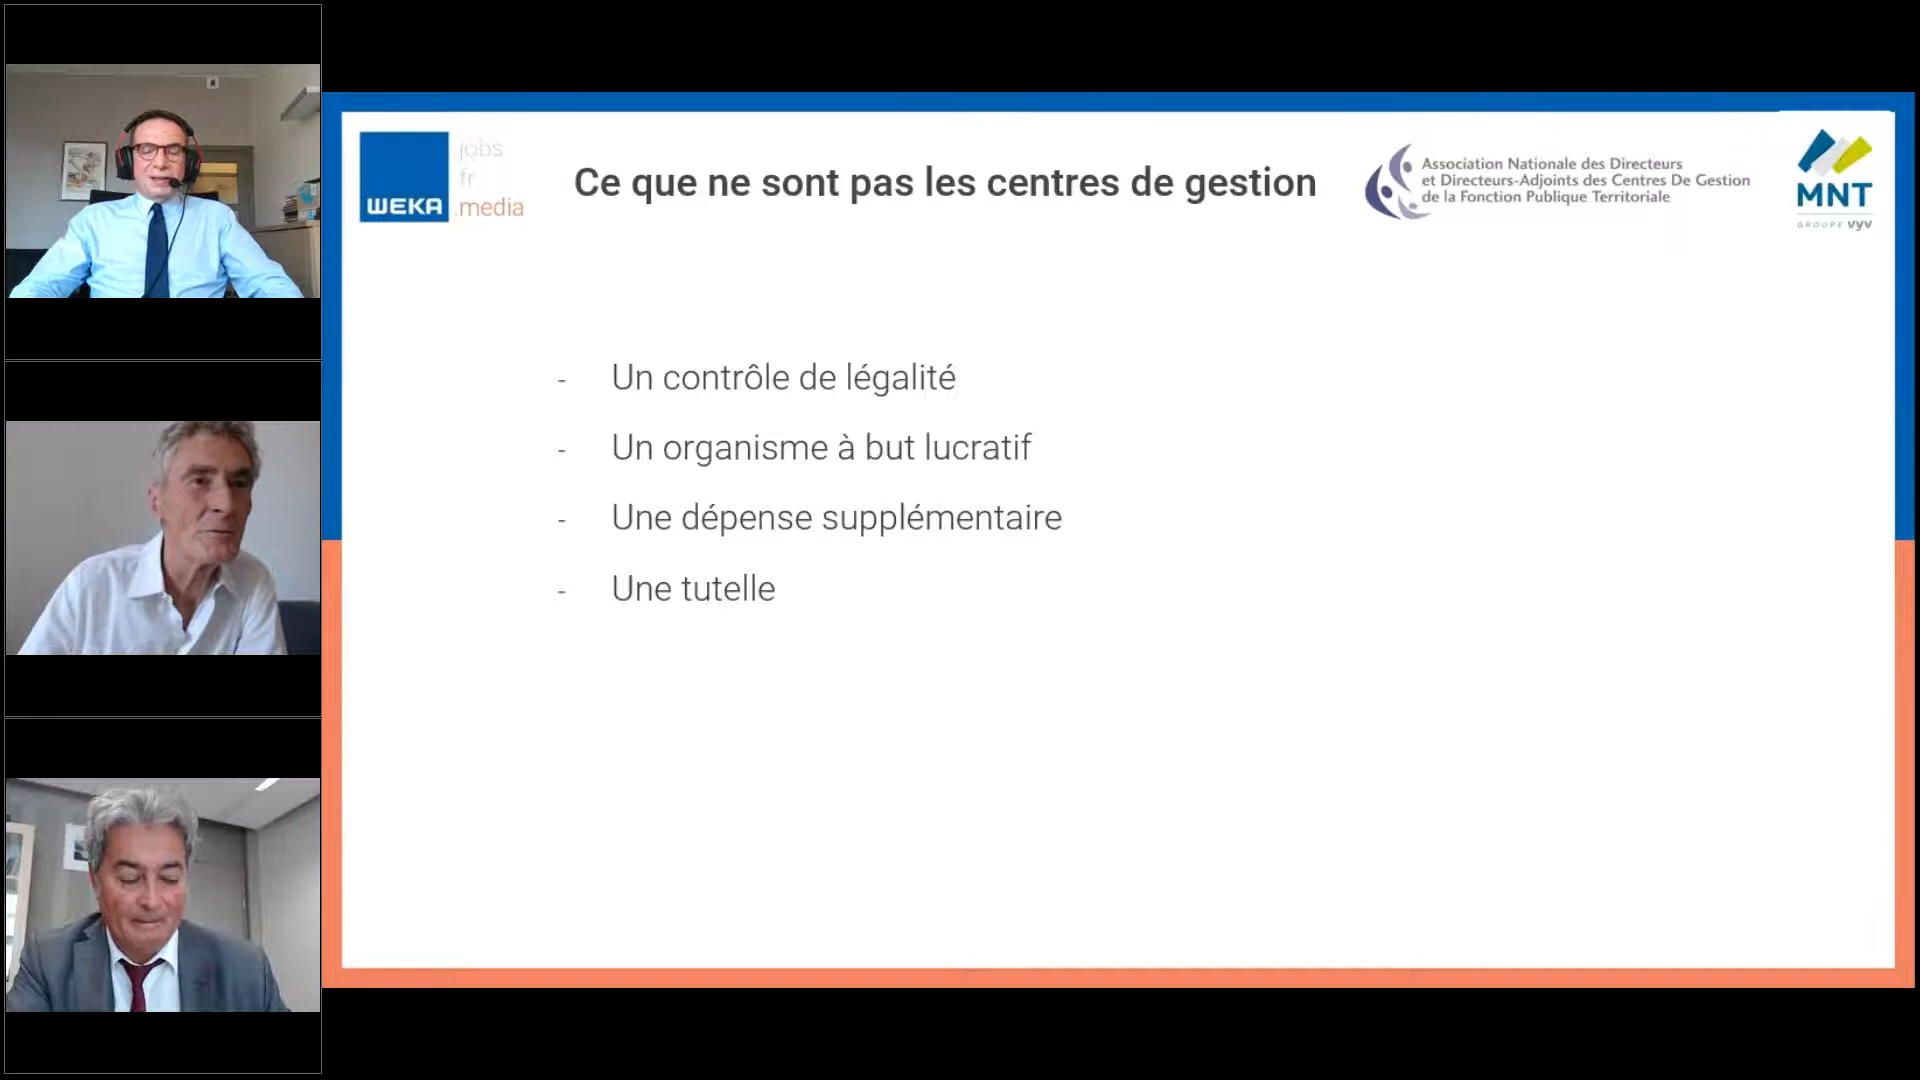 WEKA
jobs
fr
.media
Ce que ne sont pas les centres de gestion
Association Nationale des Directeurs
et Directeurs-Adjoints des Centres De Gestion
de la Fonction Publique Territoriale
MNT
GROUPE vyv
- Un contrôle de légalité
- Un organisme à but lucratif
- Une dépense supplémentaire
- Une tutelle